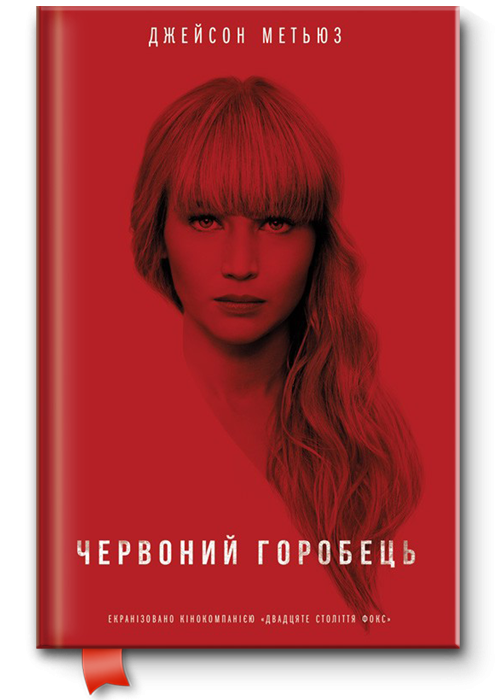 ДЖЕЙСОН МЕТЬЮЗ
ЧЕРВОНИЙ ГОРОБЕЦЬ
ЕКРАНІЗОВАНО КІНОКОМПАНІЄЮ «ДВАДЦЯТЕ СТОЛІТТЯ ФОКС»